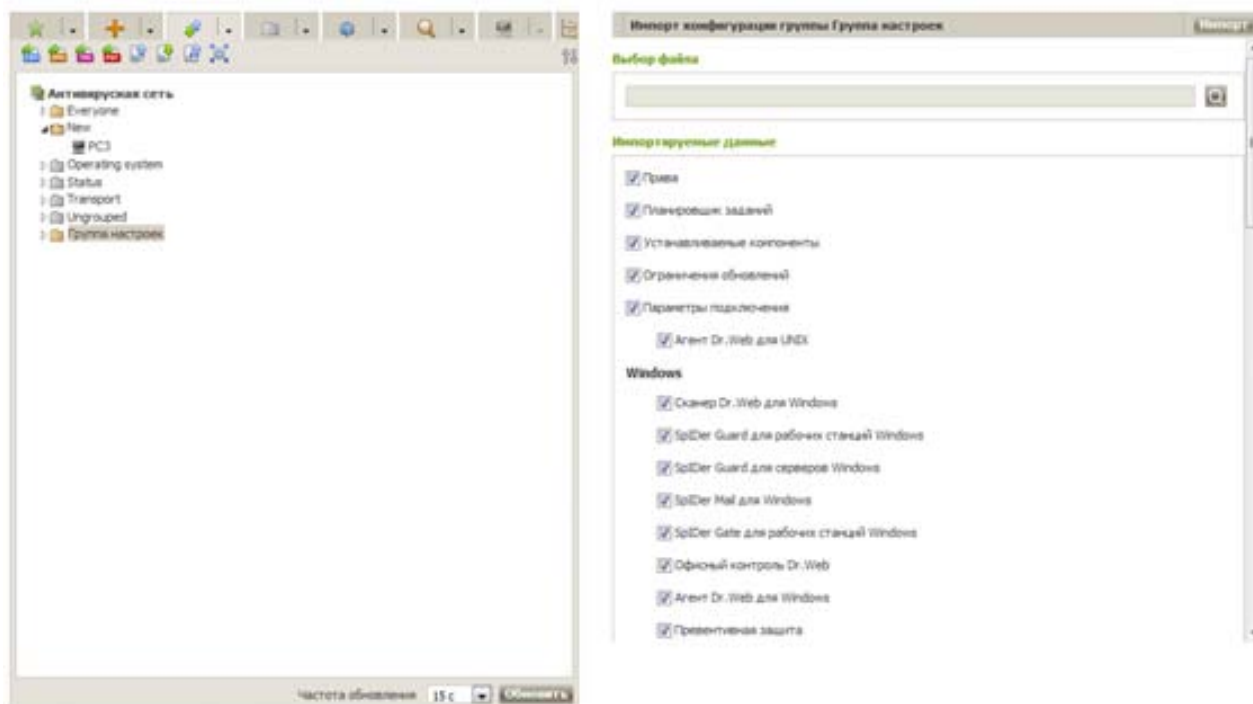 Антивирусная сеть
Everyone
New
PC3
Operating system
Status
Transport
Ungrouped
Группа настроек
Частота обновления 15 с Обновить
Импорт конфигурации группы Группа настроек Импорт
Выбор файла
Импортируемые данные
Права
Планировщик заданий
Устанавливаемые компоненты
Ограничения обновлений
Параметры подключения
Агент Dr.Web для UNIX
Windows
Сканер Dr.Web для Windows
SpIDer Guard для рабочих станций Windows
SpIDer Guard для серверов Windows
SpIDer Mail для Windows
SpIDer Gate для рабочих станций Windows
Офисный контроль Dr.Web
Агент Dr.Web для Windows
Превентивная защита